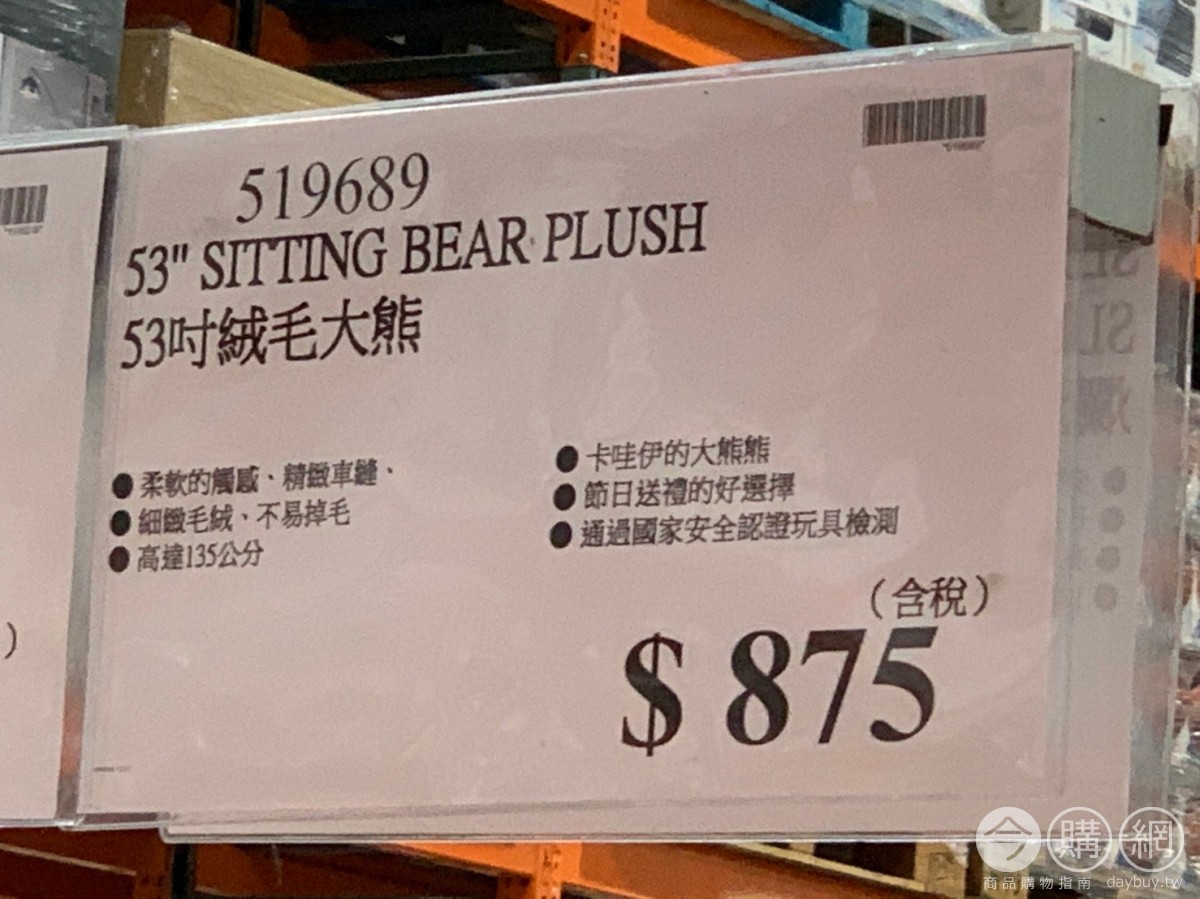 519689
53" SITTING BEAR PLUSH
53吋絨毛大熊
● 柔軟的觸感、精緻車縫、
● 細緻毛絨、不易掉毛
● 高達135公分
● 卡哇伊的大熊熊
● 節日送禮的好選擇
● 通過國家安全認證玩具檢測
（含稅）
$ 875
）
今購網
商品購物指南 daybuy.tw